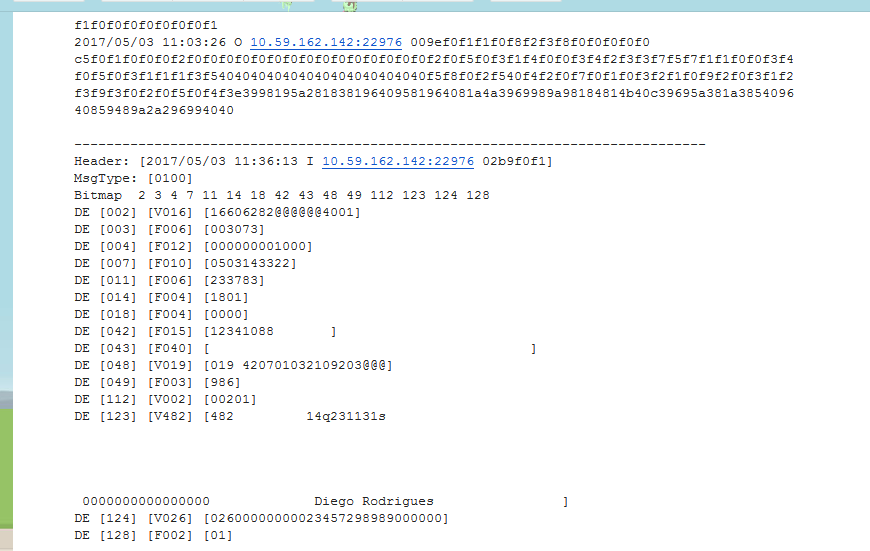 f1f0f0f0f0f0f0f0f1
2017/05/03 11:03:26 O 10.59.162.142:22976 009ef0f1f1f0f8f2f3f8f0f0f0f0f0
c5f0f1f0f0f0f2f0f0f0f0f0f0f0f0f0f0f0f0f0f0f2f0f5f0f3f1f4f0f0f3f4f2f3f3f7f5f7f1f1f0f0f3f4
f0f5f0f3f1f1f1f3f540404040404040404040404040f5f8f0f2f540f4f2f0f7f0f1f0f3f2f1f0f9f2f0f3f1f2
f3f9f3f0f2f0f5f0f4f3e3998195a281838196409581964081a4a3969989a98184814b40c39695a381a3854096
40859489a2a296994040
-------------------------------------------------------------------------------
Header: [2017/05/03 11:36:13 I 10.59.162.142:22976 02b9f0f1]
MsgType: [0100]
Bitmap  2 3 4 7 11 14 18 42 43 48 49 112 123 124 128
DE [002] [V016] [16606282@@@@@@4001]
DE [003] [F006] [003073]
DE [004] [F012] [000000001000]
DE [007] [F010] [0503143322]
DE [011] [F006] [233783]
DE [014] [F004] [1801]
DE [018] [F004] [0000]
DE [042] [F015] [12341088       ]
DE [043] [F040] [                                        ]
DE [048] [V019] [019 420701032109203@@@]
DE [049] [F003] [986]
DE [112] [V002] [00201]
DE [123] [V482] [482         14q231131s
0000000000000000             Diego Rodrigues                ]
DE [124] [V026] [02600000000023457298989000000]
DE [128] [F002] [01]